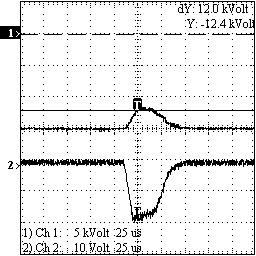 dY: 12.0 kVolt
Y: -12.4 kVolt
1
T
2
1) Ch 1: 5 kVolt 25 us
2) Ch 2: 10 Volt 25 us